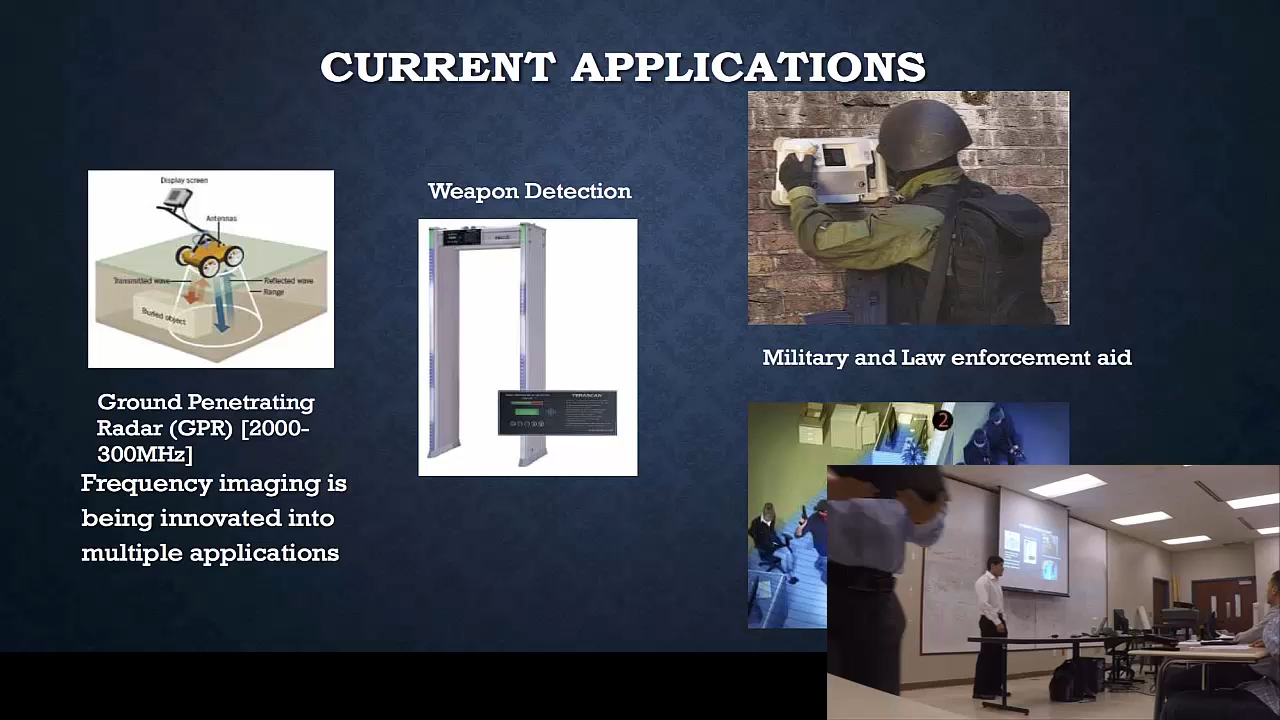 CURRENT APPLICATIONS
Display screen
Antennas
Transmitted wave
Reflected wave
Range
Buried object
Ground Penetrating
Radar (GPR) [2000-
300MHz]
Frequency imaging is
being innovated into
multiple applications
Weapon Detection
TERASCAN
Military and Law enforcement aid
2